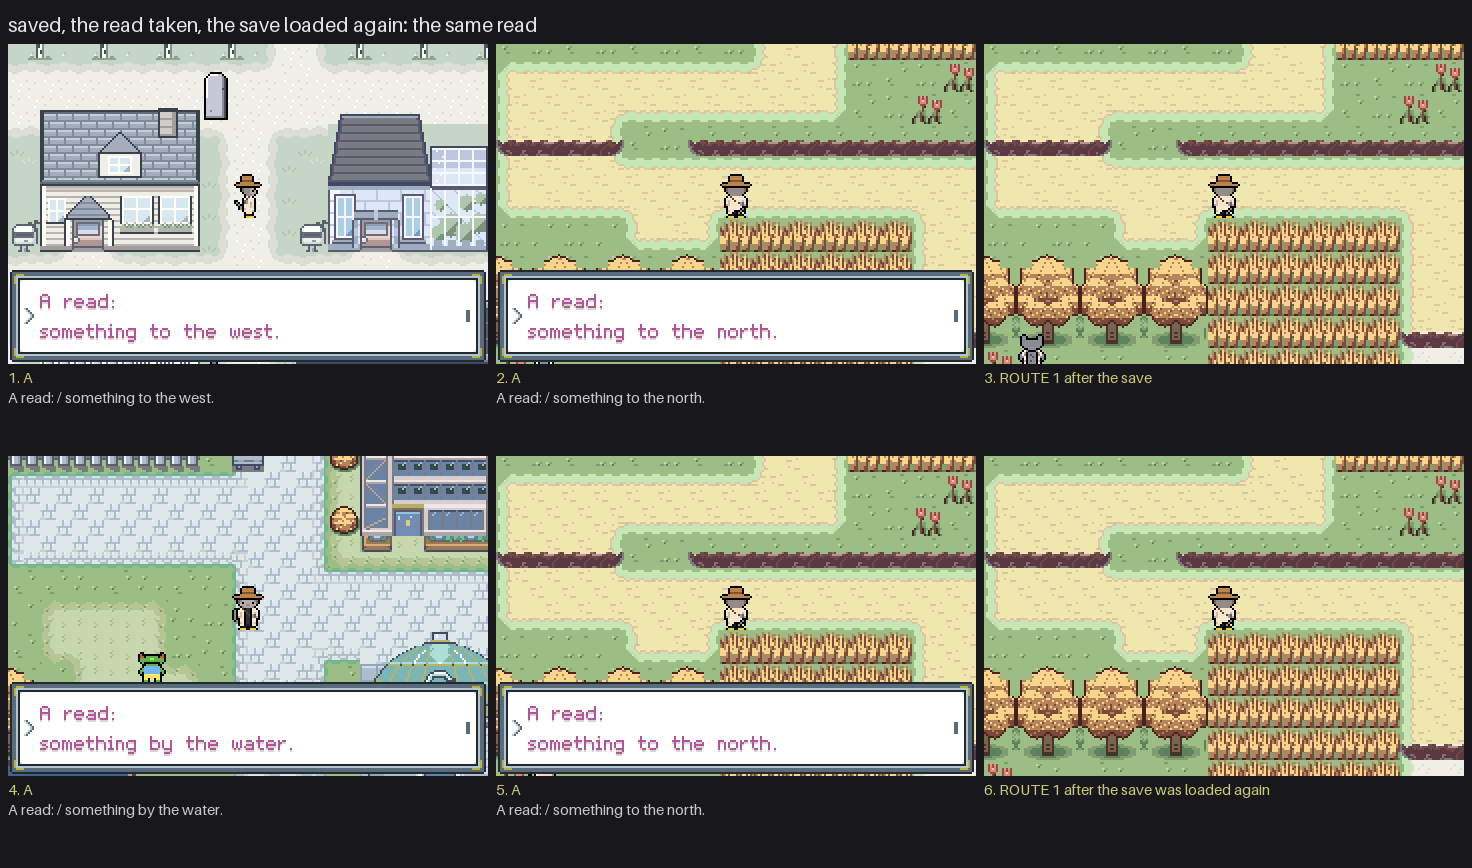 saved, the read taken, the save loaded again: the same read
A read:
something to the west.
A read:
something to the north.
1. A
A read: / something to the west.
2. A
A read: / something to the north.
3. ROUTE 1 after the save
A read:
something by the water.
A read:
something to the north.
4. A
A read: / something by the water.
5. A
A read: / something to the north.
6. ROUTE 1 after the save was loaded again